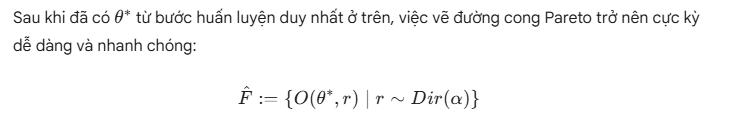 Sau khi đã có θ* từ bước huấn luyện duy nhất ở trên, việc vẽ đường cong Pareto trở nên cực kỳ
dễ dàng và nhanh chóng:
F̂ := {O(θ*, r) | r ∼ Dir(α)}